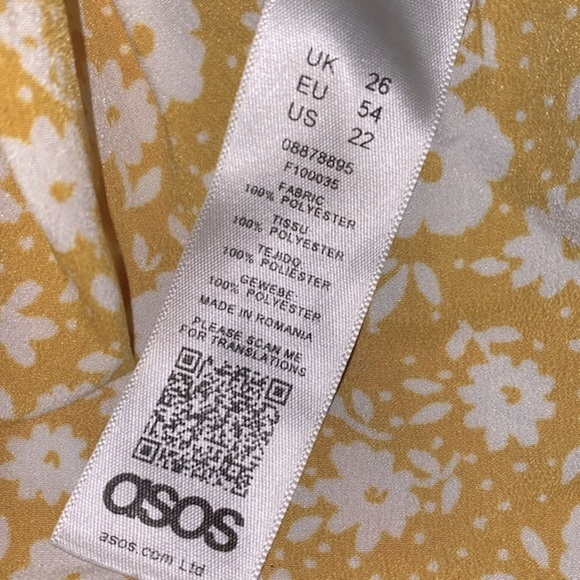 UK 26
EU 54
US 22
08878895
F100035
FABRIC
100% POLYESTER
TISSU
100% POLYESTER
TEJIDO
100% POLIÉSTER
GEWEBE:
100% POLYESTER
MADE IN ROMANIA
PLEASE SCAN ME
FOR TRANSLATIONS
asos
asos.com Ltd